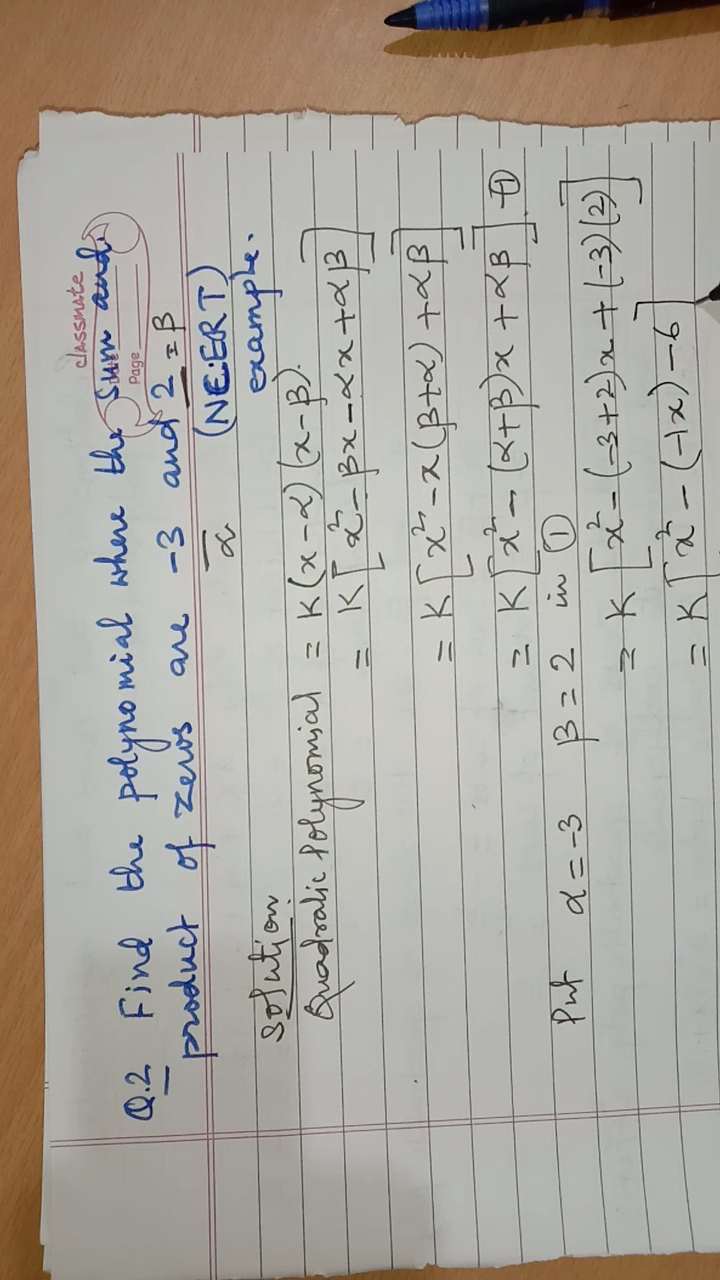 classmate
Page
Q.2 Find the polynomial where the sum and
product of zeros are -3 and 2 = β
α
(NCERT)
example.
Solution.
Quadratic Polynomial = K(x-α)(x-β).
= K[x² - βx - αx + αβ]
= K[x² - x(β+α) + αβ]
= K[x² - (α+β)x + αβ] -①
Put α = -3 β = 2 in ①
= K[x² - (-3+2)x + (-3)(2)]
= K[x² - (-1x) - 6]